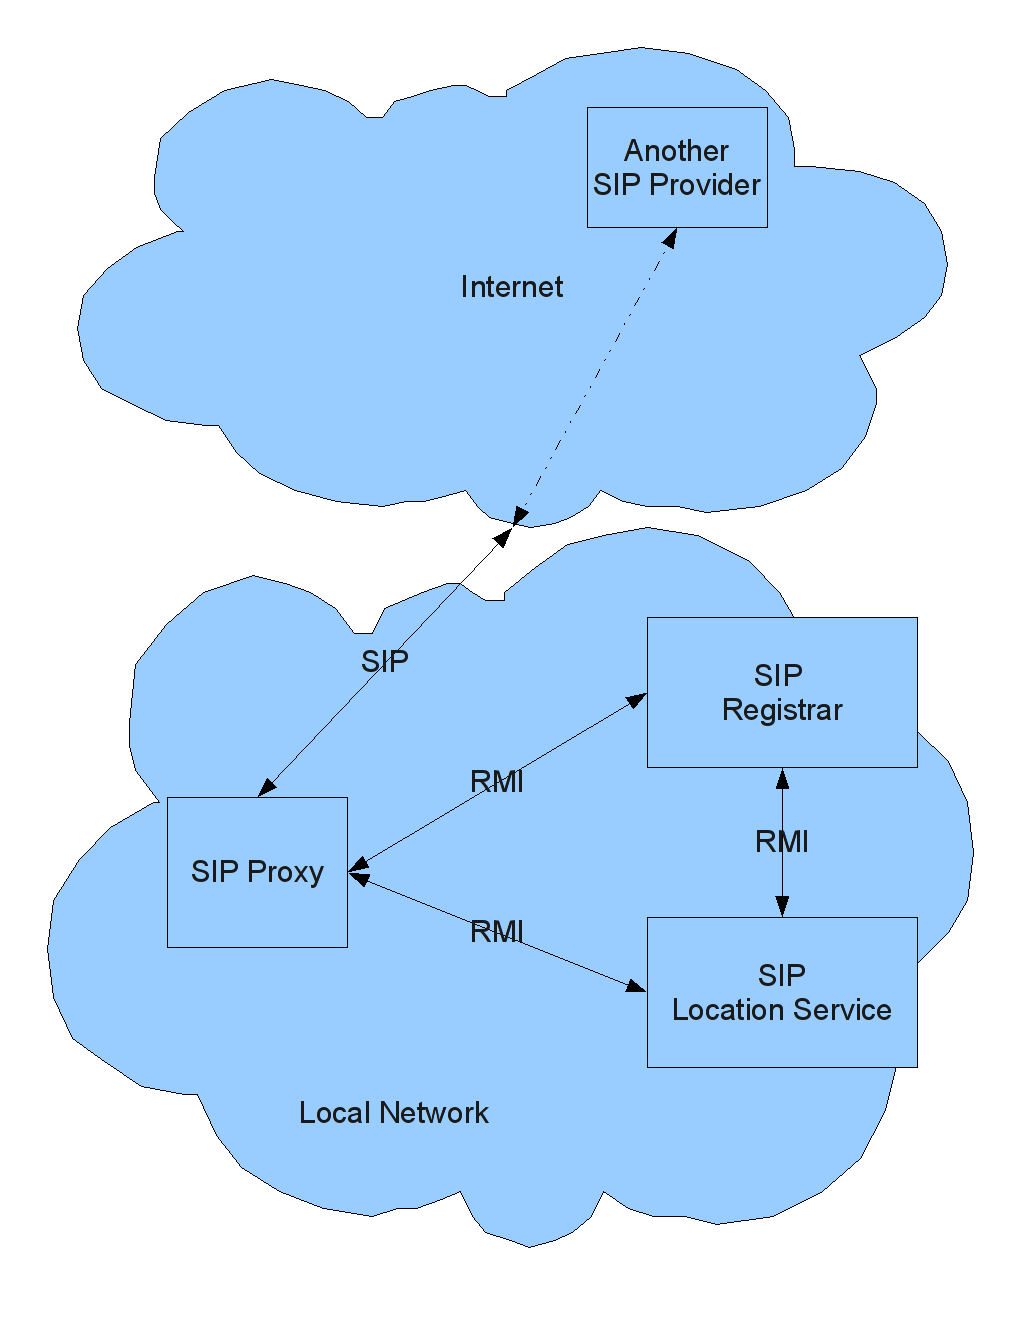 Another
SIP Provider
Internet
SIP
SIP
Registrar
RMI
RMI
SIP Proxy
RMI
SIP
Location Service
Local Network